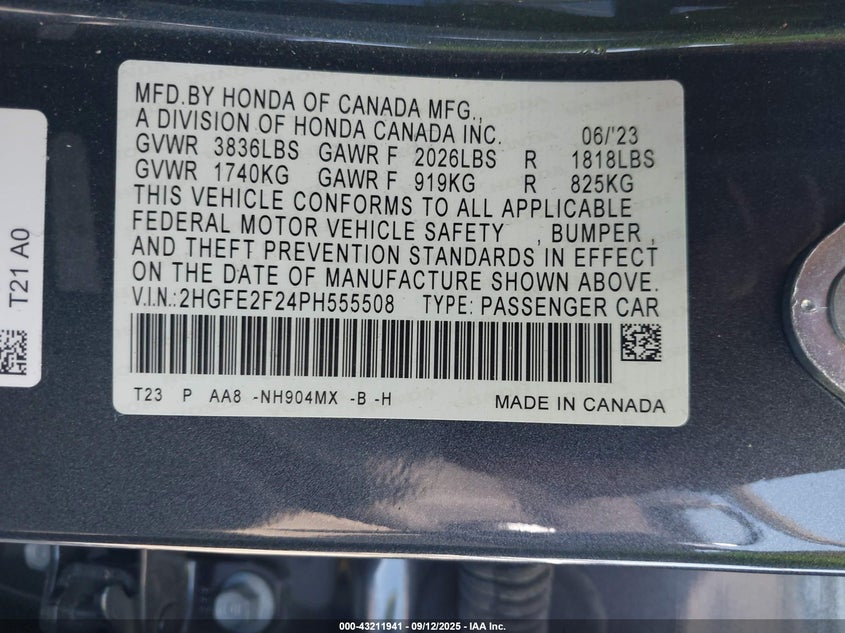 MFD.BY HONDA OF CANADA MFG.,
A DIVISION OF HONDA CANADA INC. 06/'23
GVWR 3836LBS GAWR F 2026LBS R 1818LBS
GVWR 1740KG GAWR F 919KG R 825KG
THIS VEHICLE CONFORMS TO ALL APPLICABLE
FEDERAL MOTOR VEHICLE SAFETY , BUMPER ,
AND THEFT PREVENTION STANDARDS IN EFFECT
ON THE DATE OF MANUFACTURE SHOWN ABOVE.
V.I.N.:2HGFE2F24PH555508 TYPE: PASSENGER CAR
T23 P AA8 -NH904MX -B -H MADE IN CANADA
T21 A0
000-43211941 - 09/12/2025 - IAA Inc.